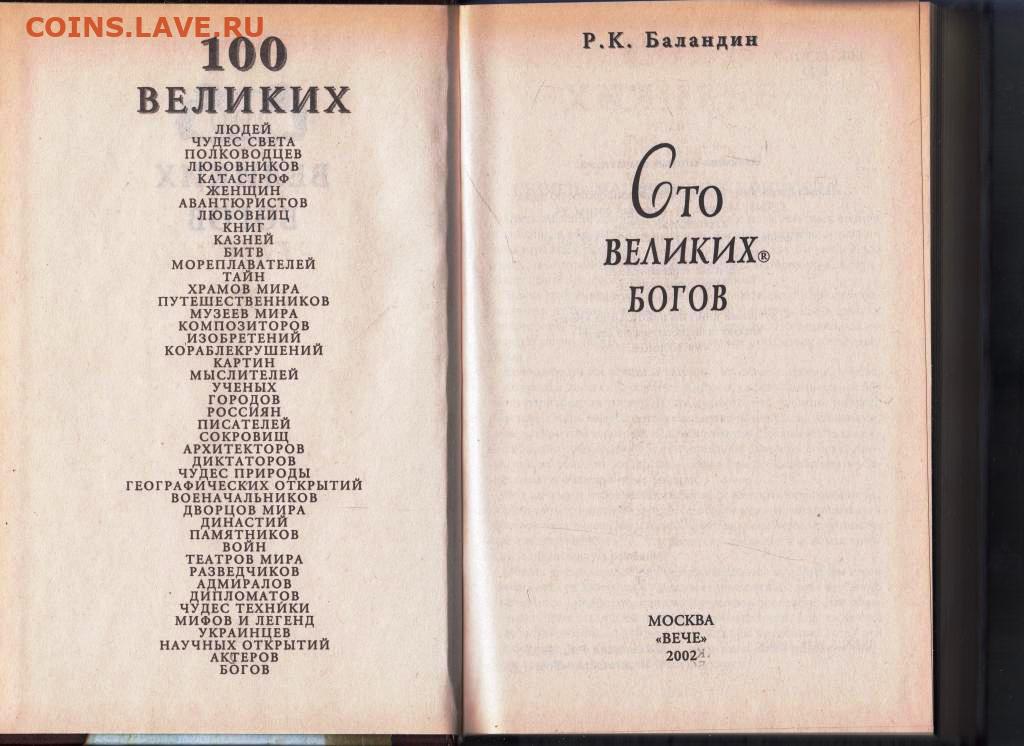 COINS.LAVE.RU
100
ВЕЛИКИХ
ЛЮДЕЙ
ЧУДЕС СВЕТА
ПОЛКОВОДЦЕВ
ЛЮБОВНИКОВ
КАТАСТРОФ
ЖЕНЩИН
АВАНТЮРИСТОВ
ЛЮБОВНИЦ
КНИГ
КАЗНЕЙ
БИТВ
МОРЕПЛАВАТЕЛЕЙ
ТАЙН
ХРАМОВ МИРА
ПУТЕШЕСТВЕННИКОВ
МУЗЕЕВ МИРА
КОМПОЗИТОРОВ
ИЗОБРЕТЕНИЙ
КОРАБЛЕКРУШЕНИЙ
КАРТИН
МЫСЛИТЕЛЕЙ
УЧЕНЫХ
ГОРОДОВ
РОССИЯН
ПИСАТЕЛЕЙ
СОКРОВИЩ
АРХИТЕКТОРОВ
ДИКТАТОРОВ
ЧУДЕС ПРИРОДЫ
ГЕОГРАФИЧЕСКИХ ОТКРЫТИЙ
ВОЕНАЧАЛЬНИКОВ
ДВОРЦОВ МИРА
ДИНАСТИЙ
ПАМЯТНИКОВ
ВОЙН
ТЕАТРОВ МИРА
РАЗВЕДЧИКОВ
АДМИРАЛОВ
ДИПЛОМАТОВ
ЧУДЕС ТЕХНИКИ
МИФОВ И ЛЕГЕНД
УКРАИНЦЕВ
НАУЧНЫХ ОТКРЫТИЙ
АКТЕРОВ
БОГОВ
Р.К. Баландин
Сто
ВЕЛИКИХ®
БОГОВ
МОСКВА
«ВЕЧЕ»
2002